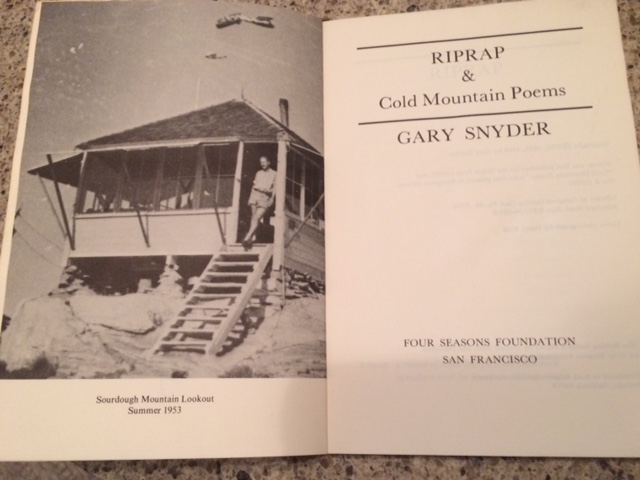 Sourdough Mountain Lookout
Summer 1953
RIPRAP
&
Cold Mountain Poems
GARY SNYDER
FOUR SEASONS FOUNDATION
SAN FRANCISCO